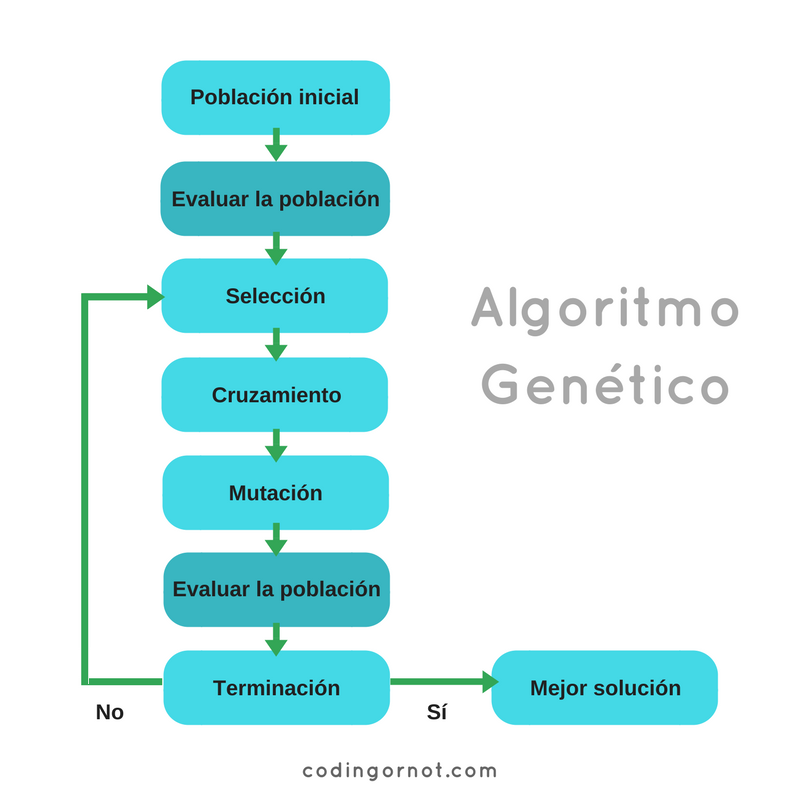 Población inicial
Evaluar la población
Selección
Cruzamiento
Mutación
Evaluar la población
Terminación
No
Sí
Mejor solución
Algoritmo
Genético
codingornot.com